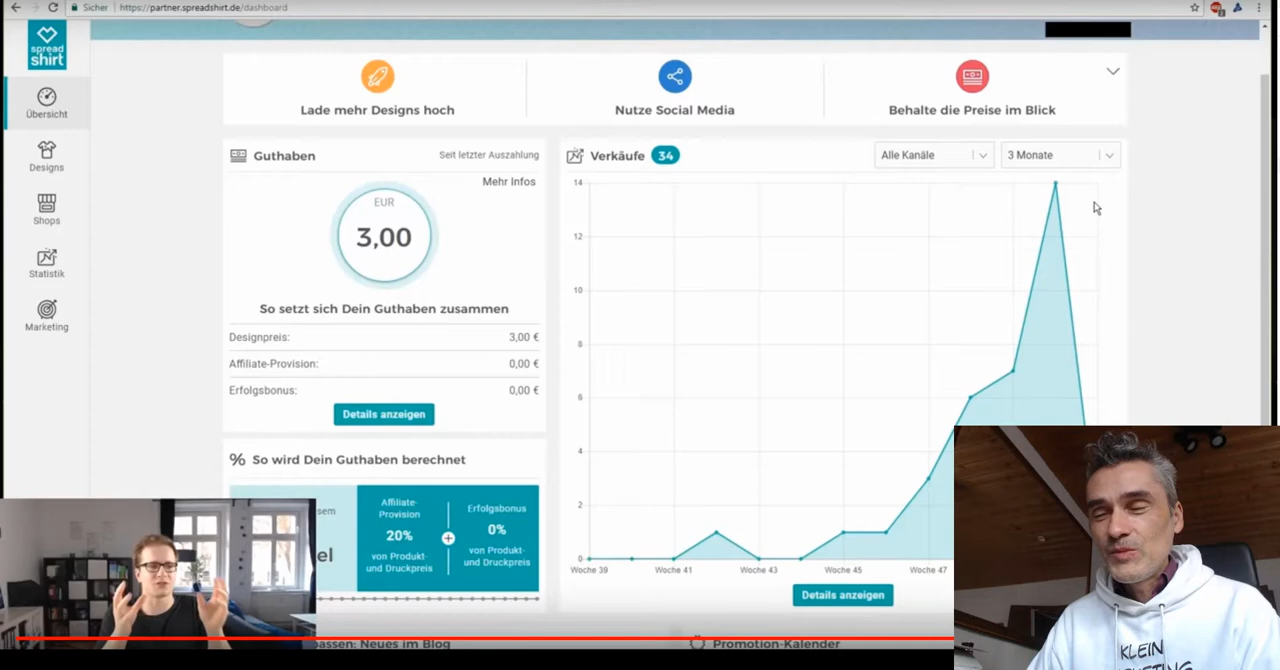 Sicher
https://partner.spreadshirt.de/dashboard
spread
shirt
Übersicht
Designs
Shops
Statistik
Marketing
Lade mehr Designs hoch
Nutze Social Media
Behalte die Preise im Blick
Guthaben
Seit letzter Auszahlung
Mehr Infos
EUR
3,00
So setzt sich Dein Guthaben zusammen
Designpreis: 3,00 €
Affiliate-Provision: 0,00 €
Erfolgsbonus: 0,00 €
Details anzeigen
% So wird Dein Guthaben berechnet
sem
el
Affiliate-
Provision
20%
von Produkt-
und Druckpreis
Erfolgsbonus
0%
von Produkt-
und Druckpreis
Verkäufe 34
Alle Kanäle
3 Monate
14
12
10
8
6
4
2
0
Woche 39
Woche 41
Woche 43
Woche 45
Woche 47
Details anzeigen
passen: Neues im Blog
Promotion-Kalender
KLEIN